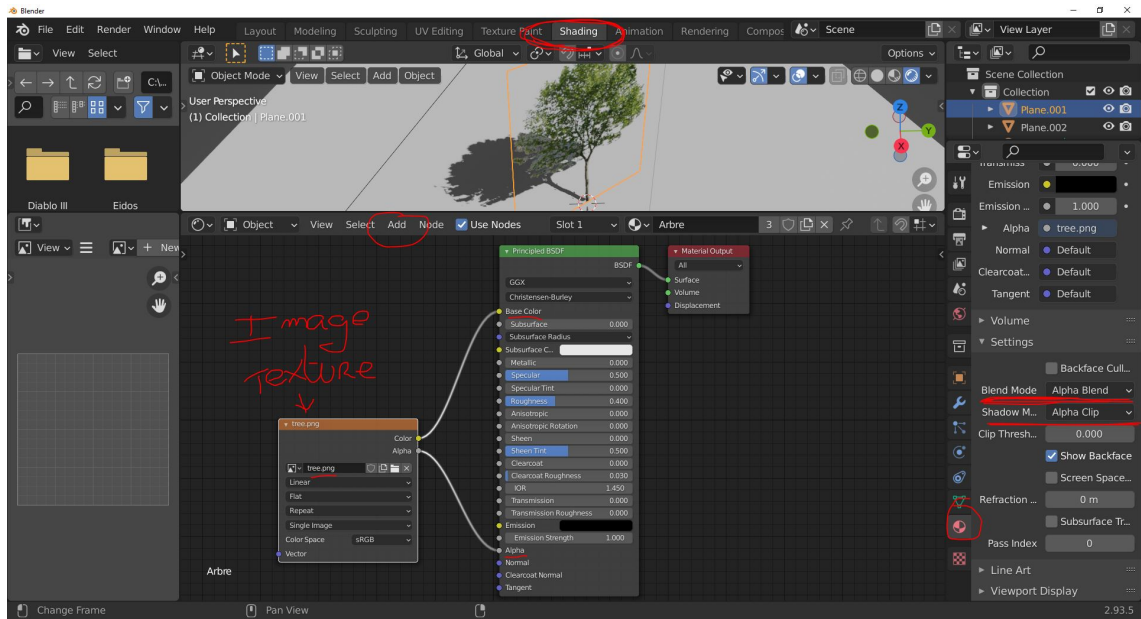 Blender
File Edit Render Window Help Layout Modeling Sculpting UV Editing Texture Paint Shading Animation Rendering Compos Scene View Layer
View Select Global Options
C:\...
Object Mode View Select Add Object
User Perspective
(1) Collection | Plane.001
Z
Y
X
Diablo III Eidos
Scene Collection
Collection
Plane.001
Plane.002
Transmiss 0.000
Emission
Emission ... 1.000
Alpha tree.png
Normal Default
Clearcoat... Default
Tangent Default
Volume
Settings
Backface Cull...
Blend Mode Alpha Blend
Shadow M... Alpha Clip
Clip Thresh... 0.000
Show Backface
Screen Space...
Refraction ... 0 m
Subsurface Tr...
Pass Index 0
Line Art
Viewport Display
View + New
Object View Select Add Node Use Nodes Slot 1 Arbre 3
Image
Texture
tree.png
Color
Alpha
tree.png
Linear
Flat
Repeat
Single Image
Color Space sRGB
Vector
Principled BSDF
BSDF
GGX
Christensen-Burley
Base Color
Subsurface 0.000
Subsurface Radius
Subsurface C...
Metallic 0.000
Specular 0.500
Specular Tint 0.000
Roughness 0.400
Anisotropic 0.000
Anisotropic Rotation 0.000
Sheen 0.000
Sheen Tint 0.500
Clearcoat 0.000
Clearcoat Roughness 0.030
IOR 1.450
Transmission 0.000
Transmission Roughness 0.000
Emission
Emission Strength 1.000
Alpha
Normal
Clearcoat Normal
Tangent
Material Output
All
Surface
Volume
Displacement
Arbre
Change Frame Pan View 2.93.5